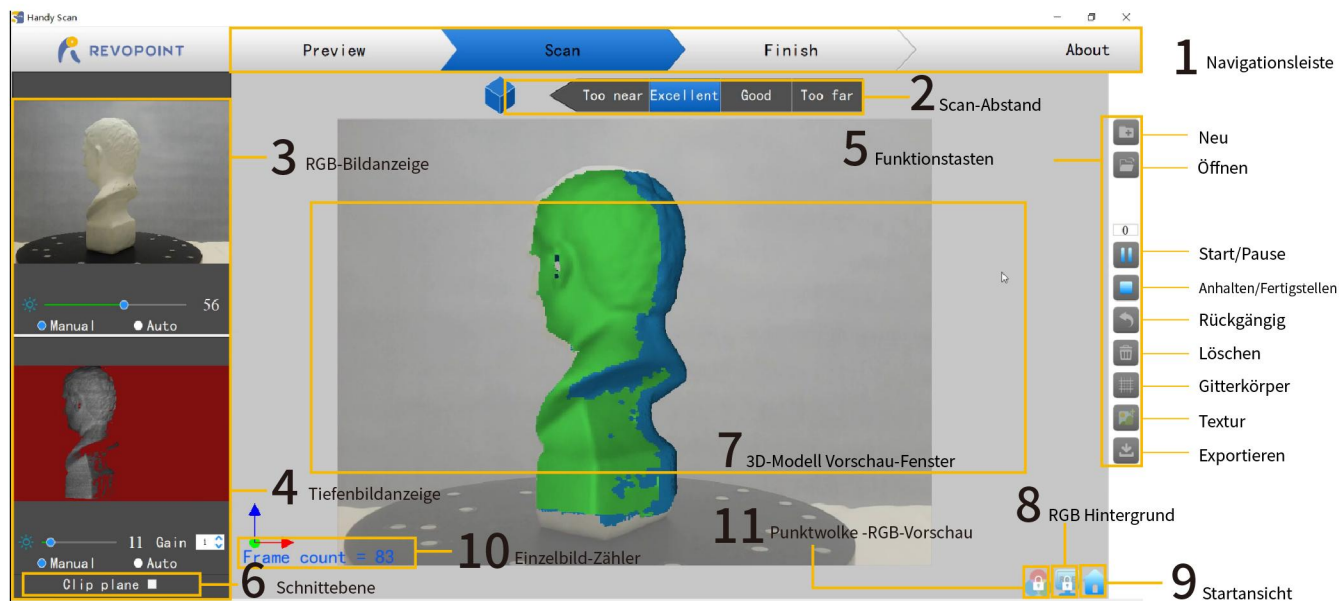 Handy Scan
REVOPOINT
Preview
Scan
Finish
About
1 Navigationsleiste
Too near Excellent Good Too far
2 Scan-Abstand
3 RGB-Bildanzeige
5 Funktionstasten
Neu
Öffnen
0
Start/Pause
Anhalten/Fertigstellen
Rückgängig
Löschen
Gitterkörper
Textur
Exportieren
56
Manual Auto
7 3D-Modell Vorschau-Fenster
4 Tiefenbildanzeige
8 RGB Hintergrund
11 Punktwolke -RGB-Vorschau
11 Gain 1
Manual Auto
Frame count = 83
10 Einzelbild-Zähler
Clip plane
6 Schnittebene
9 Startansicht